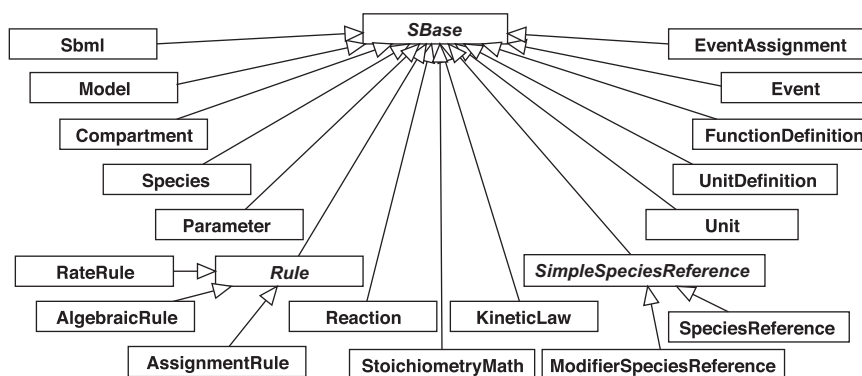 SBase
Sbml
EventAssignment
Model
Event
Compartment
FunctionDefinition
Species
UnitDefinition
Parameter
Unit
RateRule
Rule
SimpleSpeciesReference
AlgebraicRule
Reaction
KineticLaw
SpeciesReference
AssignmentRule
StoichiometryMath
ModifierSpeciesReference